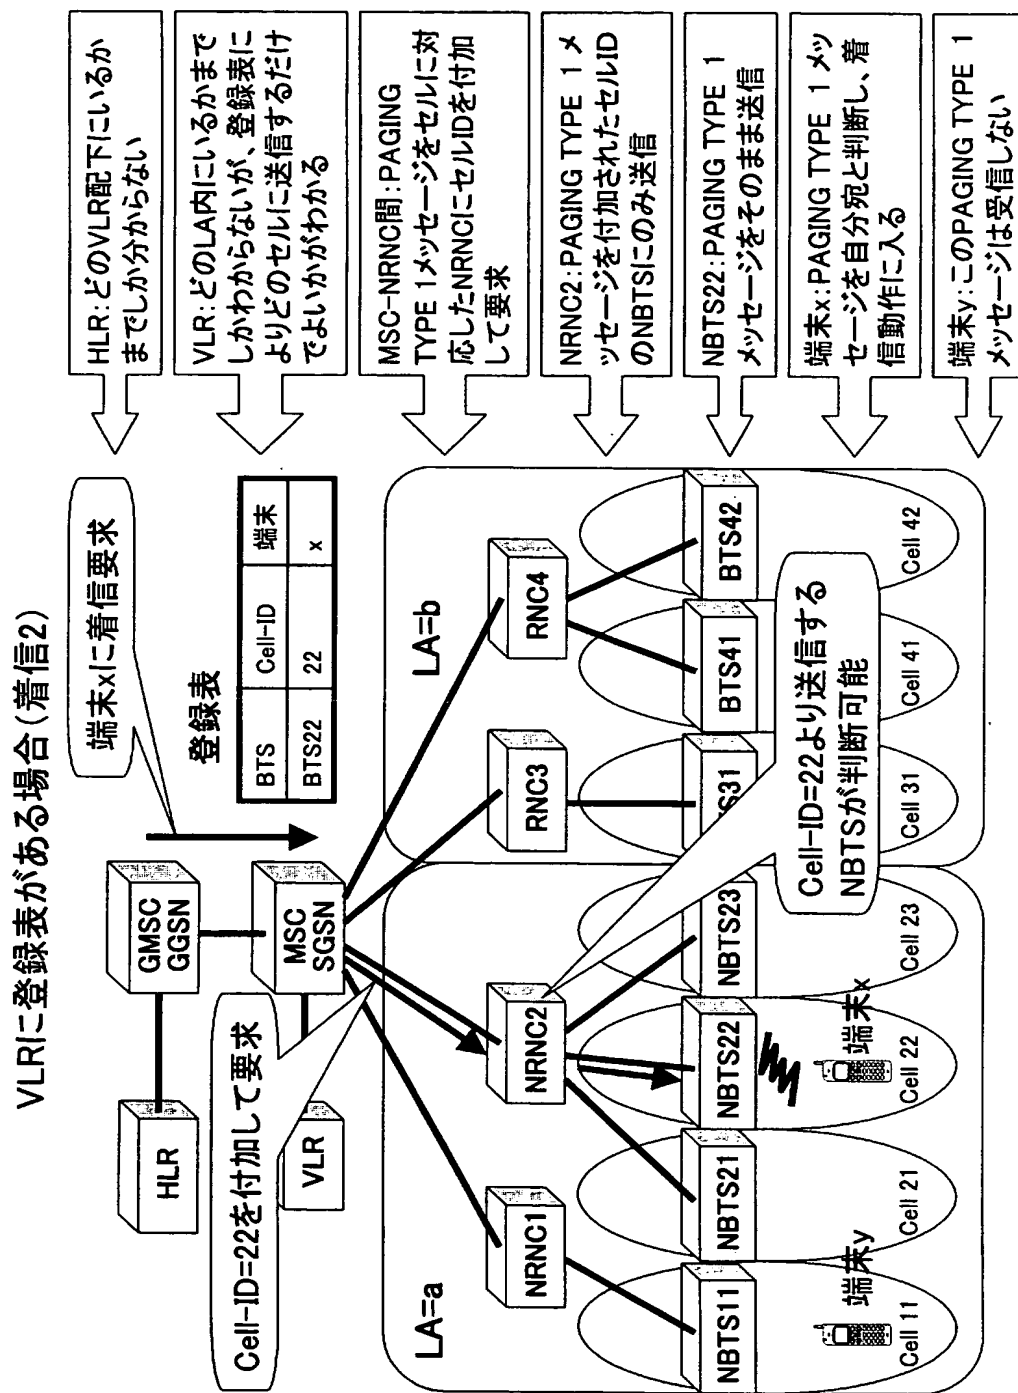 VLRに登録表がある場合(着信2)
端末xに着信要求
登録表
BTS Cell-ID 端末
BTS22 22 x
HLR
GMSC
GGSN
VLR
MSC
SGSN
Cell-ID=22を付加して要求
LA=a
LA=b
NRNC1
NRNC2
RNC3
RNC4
NBTS11
NBTS21
NBTS22
NBTS23
S31
BTS41
BTS42
Cell-ID=22より送信する
NBTSが判断可能
端末y
端末x
Cell 11
Cell 21
Cell 22
Cell 23
Cell 31
Cell 41
Cell 42
HLR:どのVLR配下にいるか
までしか分からない
VLR:どのLA内にいるかまで
しかわからないが、登録表に
よりどのセルに送信するだけ
でよいかがわかる
MSC-NRNC間:PAGING
TYPE 1メッセージをセルに対
応したNRNCにセルIDを付加
して要求
NRNC2:PAGING TYPE 1 メ
ッセージを付加されたセルID
のNBTSにのみ送信
NBTS22:PAGING TYPE 1
メッセージをそのまま送信
端末x:PAGING TYPE 1 メッ
セージを自分宛と判断し、着
信動作に入る
端末y:このPAGING TYPE 1
メッセージは受信しない